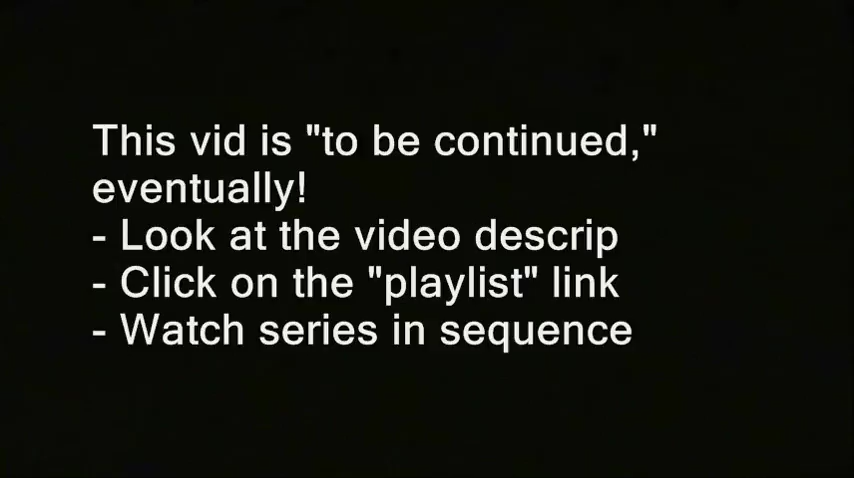 This vid is "to be continued,"
eventually!
- Look at the video descrip
- Click on the "playlist" link
- Watch series in sequence